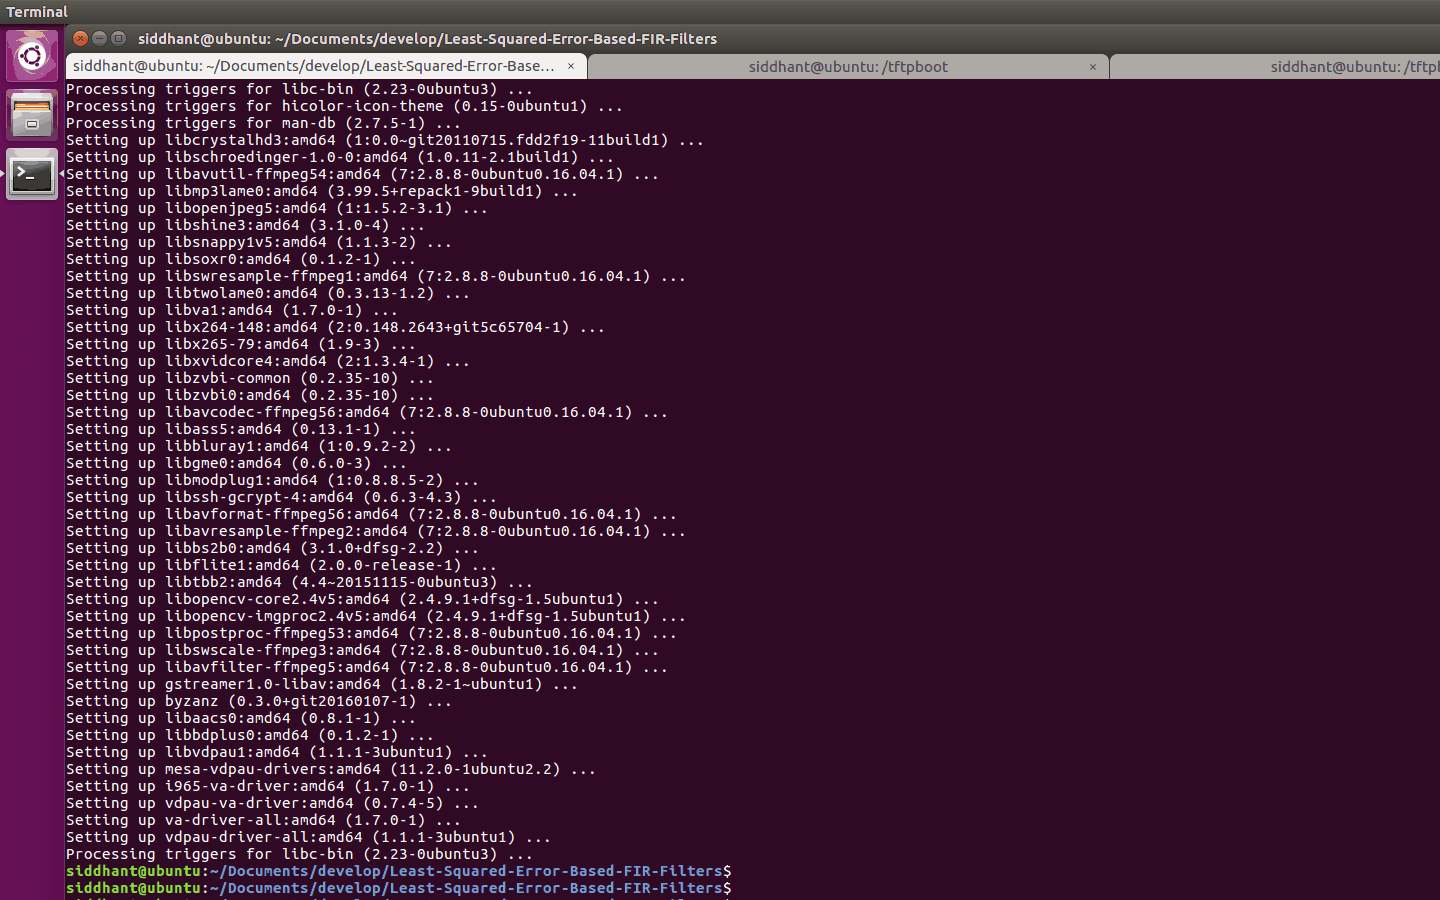 Terminal
siddhant@ubuntu: ~/Documents/develop/Least-Squared-Error-Based-FIR-Filters
siddhant@ubuntu: ~/Documents/develop/Least-Squared-Error-Base... × siddhant@ubuntu: /tftpboot × siddhant@ubuntu: /tftpb
Processing triggers for libc-bin (2.23-0ubuntu3) ...
Processing triggers for hicolor-icon-theme (0.15-0ubuntu1) ...
Processing triggers for man-db (2.7.5-1) ...
Setting up libcrystalhd3:amd64 (1:0.0~git20110715.fdd2f19-11build1) ...
Setting up libschroedinger-1.0-0:amd64 (1.0.11-2.1build1) ...
Setting up libavutil-ffmpeg54:amd64 (7:2.8.8-0ubuntu0.16.04.1) ...
Setting up libmp3lame0:amd64 (3.99.5+repack1-9build1) ...
Setting up libopenjpeg5:amd64 (1:1.5.2-3.1) ...
Setting up libshine3:amd64 (3.1.0-4) ...
Setting up libsnappy1v5:amd64 (1.1.3-2) ...
Setting up libsoxr0:amd64 (0.1.2-1) ...
Setting up libswresample-ffmpeg1:amd64 (7:2.8.8-0ubuntu0.16.04.1) ...
Setting up libtwolame0:amd64 (0.3.13-1.2) ...
Setting up libva1:amd64 (1.7.0-1) ...
Setting up libx264-148:amd64 (2:0.148.2643+git5c65704-1) ...
Setting up libx265-79:amd64 (1.9-3) ...
Setting up libxvidcore4:amd64 (2:1.3.4-1) ...
Setting up libzvbi-common (0.2.35-10) ...
Setting up libzvbi0:amd64 (0.2.35-10) ...
Setting up libavcodec-ffmpeg56:amd64 (7:2.8.8-0ubuntu0.16.04.1) ...
Setting up libass5:amd64 (0.13.1-1) ...
Setting up libbluray1:amd64 (1:0.9.2-2) ...
Setting up libgme0:amd64 (0.6.0-3) ...
Setting up libmodplug1:amd64 (1:0.8.8.5-2) ...
Setting up libssh-gcrypt-4:amd64 (0.6.3-4.3) ...
Setting up libavformat-ffmpeg56:amd64 (7:2.8.8-0ubuntu0.16.04.1) ...
Setting up libavresample-ffmpeg2:amd64 (7:2.8.8-0ubuntu0.16.04.1) ...
Setting up libbs2b0:amd64 (3.1.0+dfsg-2.2) ...
Setting up libflite1:amd64 (2.0.0-release-1) ...
Setting up libtbb2:amd64 (4.4~20151115-0ubuntu3) ...
Setting up libopencv-core2.4v5:amd64 (2.4.9.1+dfsg-1.5ubuntu1) ...
Setting up libopencv-imgproc2.4v5:amd64 (2.4.9.1+dfsg-1.5ubuntu1) ...
Setting up libpostproc-ffmpeg53:amd64 (7:2.8.8-0ubuntu0.16.04.1) ...
Setting up libswscale-ffmpeg3:amd64 (7:2.8.8-0ubuntu0.16.04.1) ...
Setting up libavfilter-ffmpeg5:amd64 (7:2.8.8-0ubuntu0.16.04.1) ...
Setting up gstreamer1.0-libav:amd64 (1.8.2-1~ubuntu1) ...
Setting up byzanz (0.3.0+git20160107-1) ...
Setting up libaacs0:amd64 (0.8.1-1) ...
Setting up libbdplus0:amd64 (0.1.2-1) ...
Setting up libvdpau1:amd64 (1.1.1-3ubuntu1) ...
Setting up mesa-vdpau-drivers:amd64 (11.2.0-1ubuntu2.2) ...
Setting up i965-va-driver:amd64 (1.7.0-1) ...
Setting up vdpau-va-driver:amd64 (0.7.4-5) ...
Setting up va-driver-all:amd64 (1.7.0-1) ...
Setting up vdpau-driver-all:amd64 (1.1.1-3ubuntu1) ...
Processing triggers for libc-bin (2.23-0ubuntu3) ...
siddhant@ubuntu:~/Documents/develop/Least-Squared-Error-Based-FIR-Filters$
siddhant@ubuntu:~/Documents/develop/Least-Squared-Error-Based-FIR-Filters$